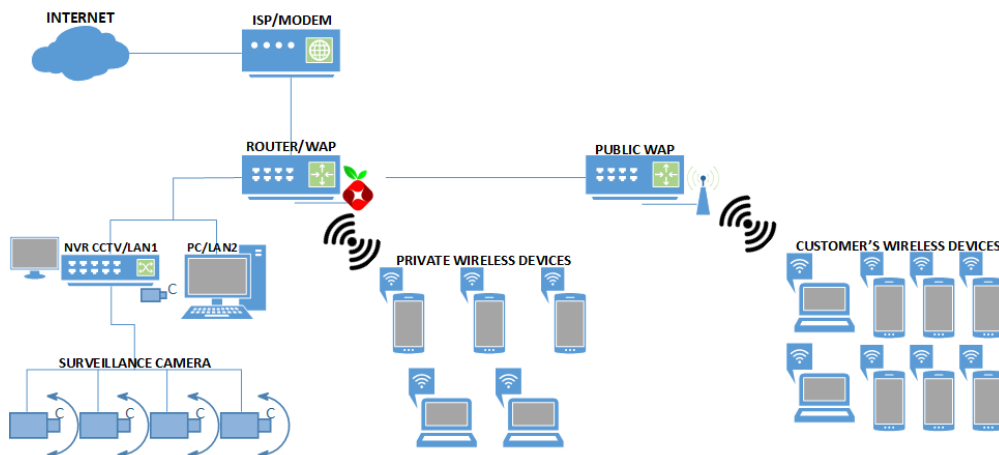 INTERNET
ISP/MODEM
ROUTER/WAP
PUBLIC WAP
NVR CCTV/LAN1
PC/LAN2
C
PRIVATE WIRELESS DEVICES
CUSTOMER'S WIRELESS DEVICES
SURVEILLANCE CAMERA
C
C
C
C